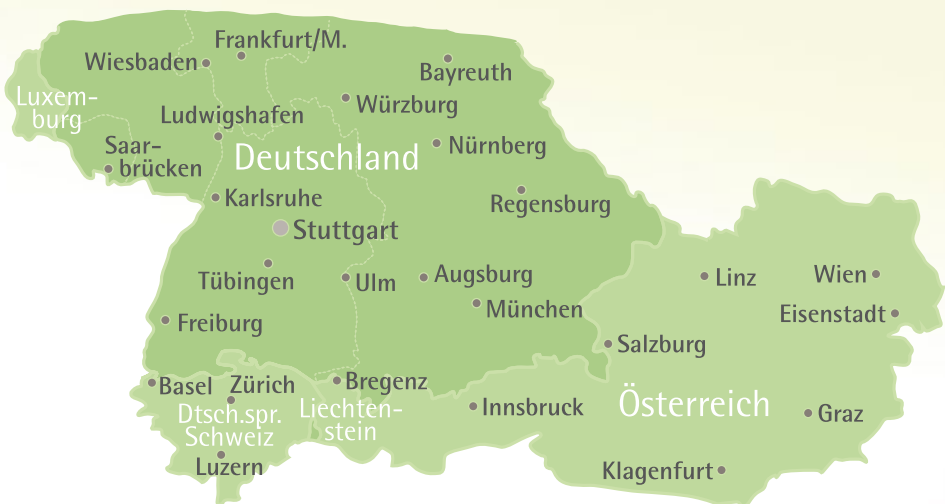 Frankfurt/M.
Wiesbaden
Bayreuth
Luxem-
burg
Würzburg
Ludwigshafen
Saar-
brücken
Deutschland
Nürnberg
Karlsruhe
Regensburg
Stuttgart
Tübingen
Ulm
Augsburg
Linz
Wien
München
Eisenstadt
Freiburg
Salzburg
Basel
Zürich
Bregenz
Dtsch.spr.
Schweiz
Liechten-
stein
Innsbruck
Österreich
Graz
Luzern
Klagenfurt